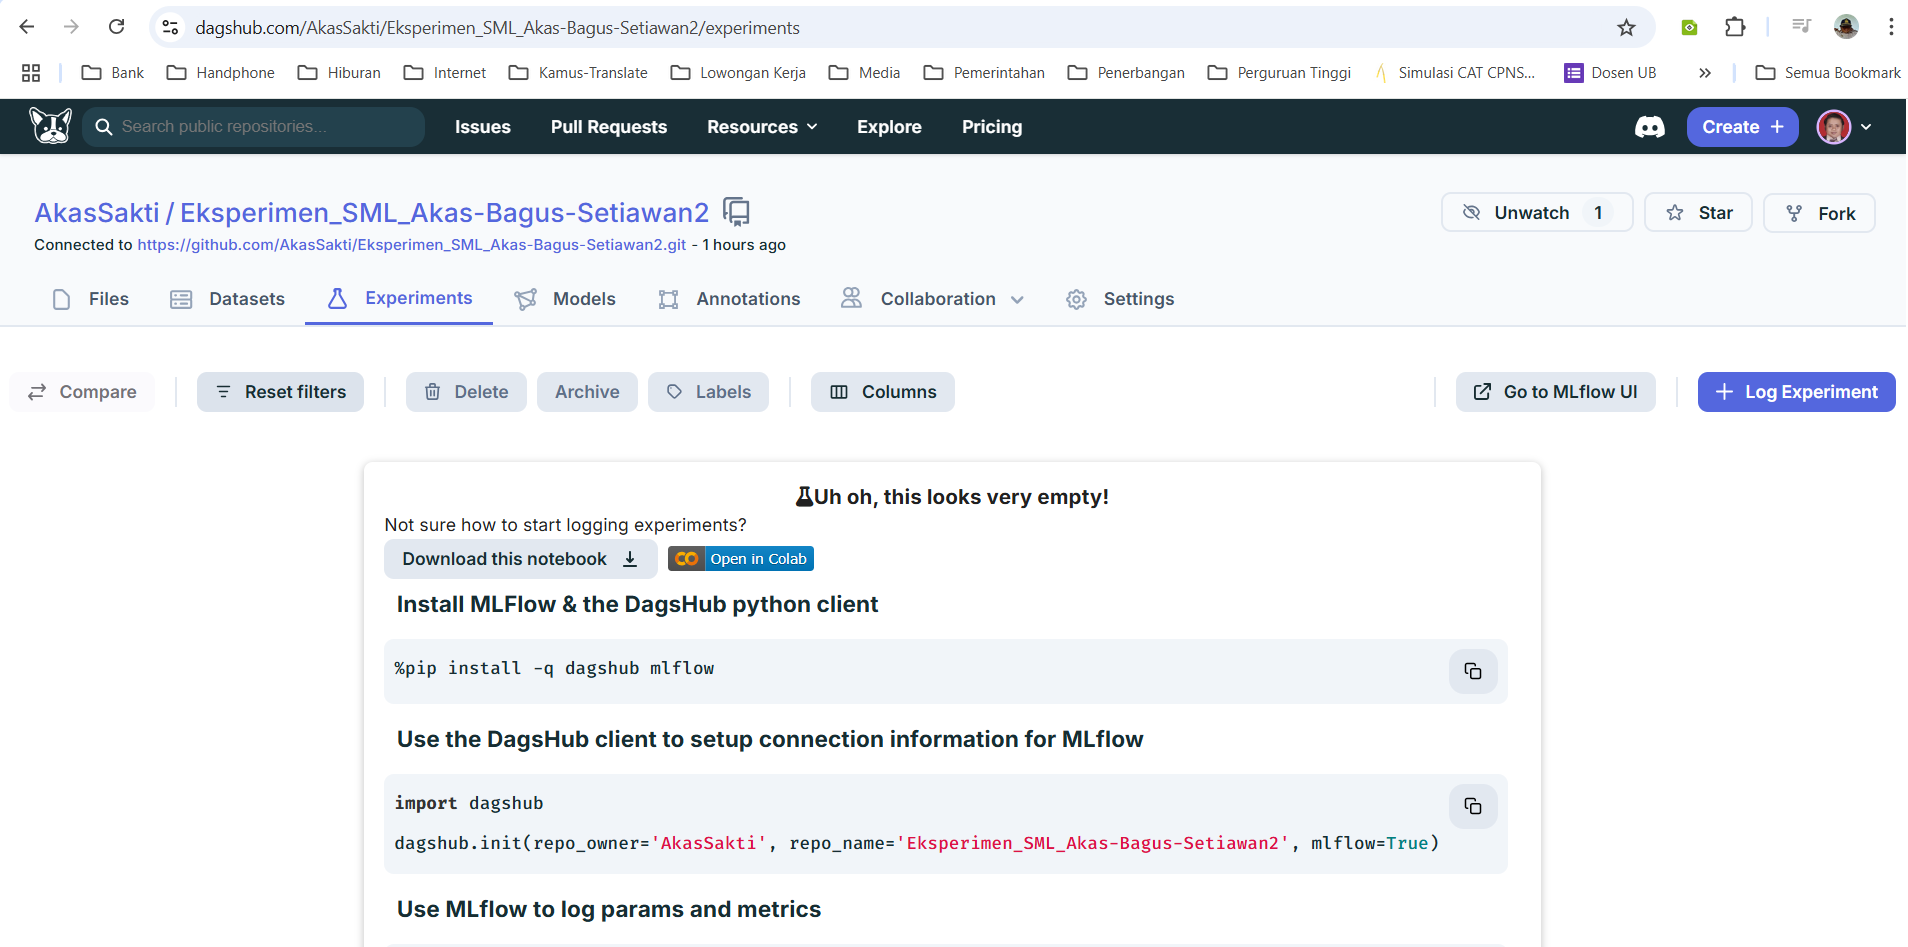 dagshub.com/AkasSakti/Eksperimen_SML_Akas-Bagus-Setiawan2/experiments
Bank Handphone Hiburan Internet Kamus-Translate Lowongan Kerja Media Pemerintahan Penerbangan Perguruan Tinggi Simulasi CAT CPNS... Dosen UB » Semua Bookmark
Search public repositories... Issues Pull Requests Resources Explore Pricing Create +
AkasSakti / Eksperimen_SML_Akas-Bagus-Setiawan2 Unwatch 1 Star Fork
Connected to https://github.com/AkasSakti/Eksperimen_SML_Akas-Bagus-Setiawan2.git - 1 hours ago
Files Datasets Experiments Models Annotations Collaboration Settings
Compare Reset filters Delete Archive Labels Columns Go to MLflow UI + Log Experiment
Uh oh, this looks very empty!
Not sure how to start logging experiments?
Download this notebook Open in Colab
Install MLFlow & the DagsHub python client
%pip install -q dagshub mlflow
Use the DagsHub client to setup connection information for MLflow
import dagshub
dagshub.init(repo_owner='AkasSakti', repo_name='Eksperimen_SML_Akas-Bagus-Setiawan2', mlflow=True)
Use MLflow to log params and metrics